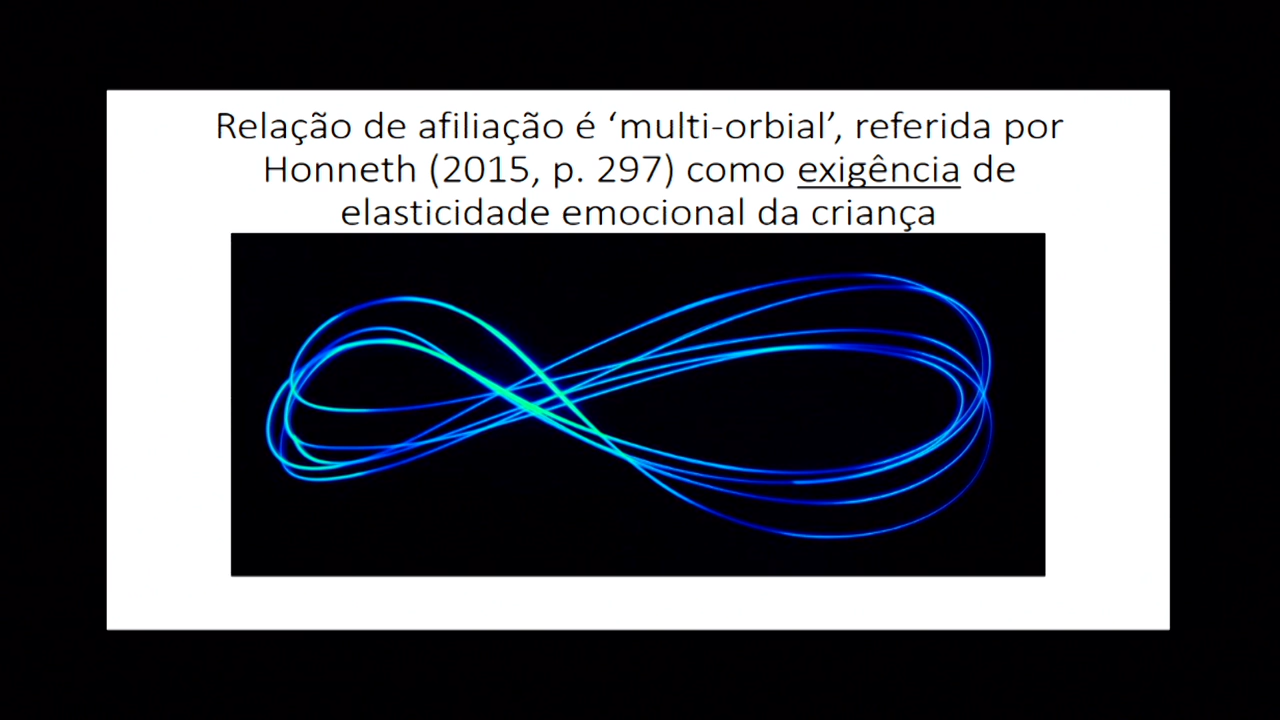 Relação de afiliação é ‘multi-orbial’, referida por
Honneth (2015, p. 297) como exigência de
elasticidade emocional da criança